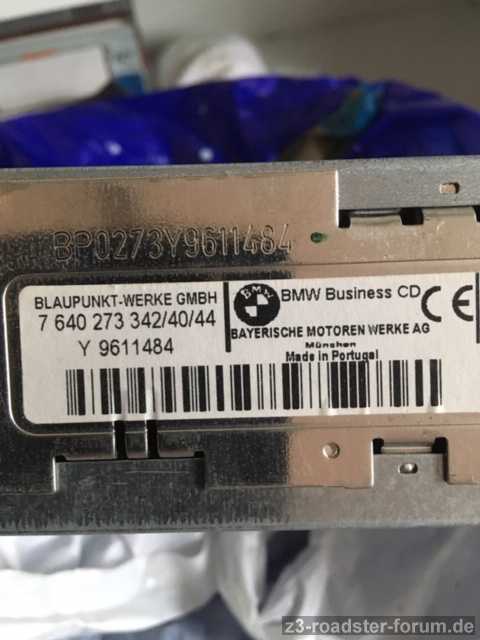 BP0273Y9611484
BLAUPUNKT-WERKE GMBH
7 640 273 342/40/44
Y 9611484
BMW
BMW Business CD
CE
BAYERISCHE MOTOREN WERKE AG
München
Made in Portugal
z3-roadster-forum.de